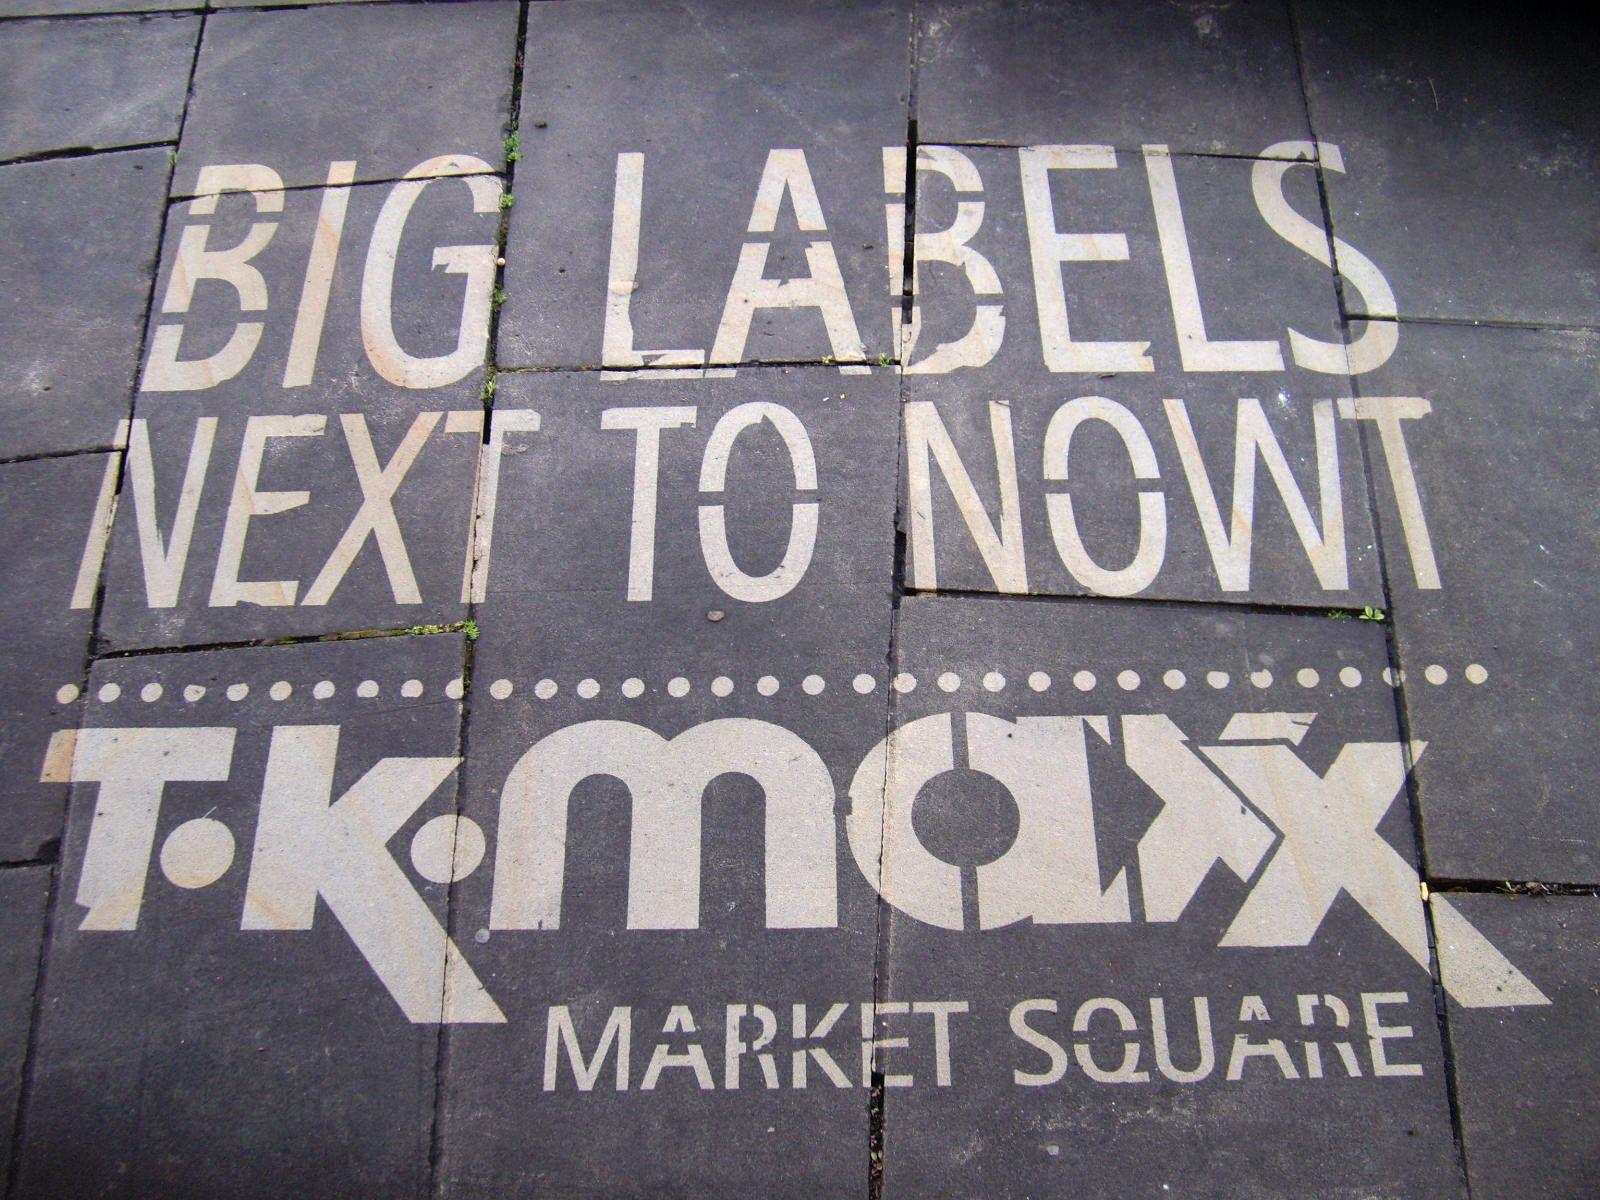 BIG LABELS
NEXT TO NOWT
T.K.maxx
MARKET SQUARE